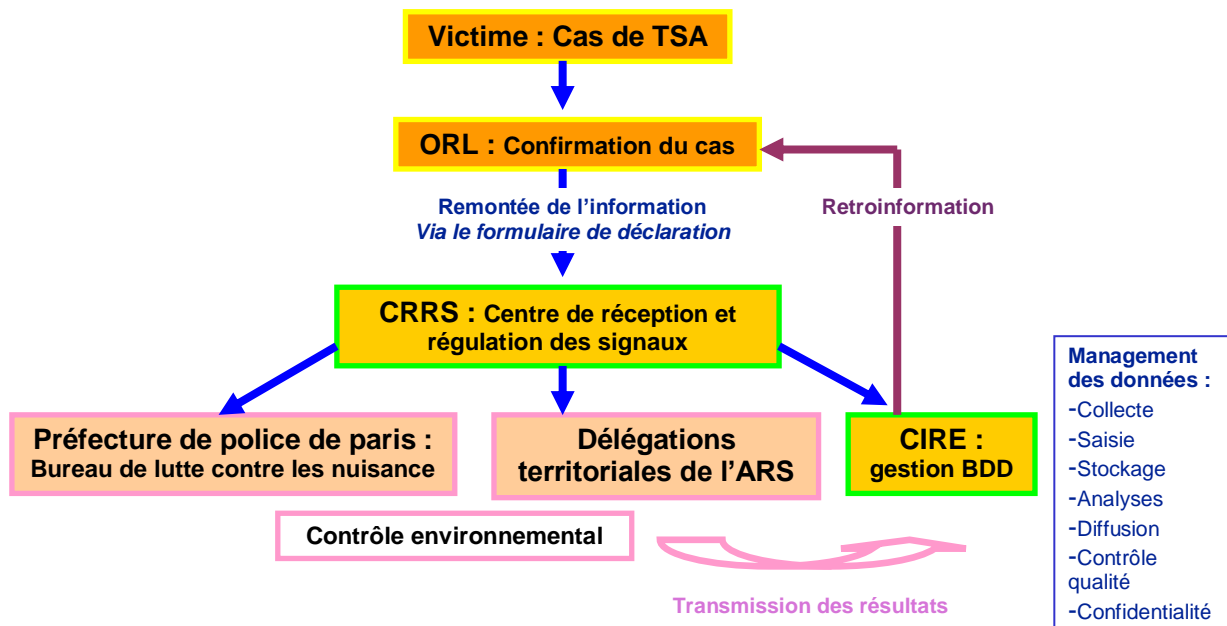 Victime : Cas de TSA
ORL : Confirmation du cas
Remontée de l’information
Via le formulaire de déclaration
Retroinformation
CRRS : Centre de réception et
régulation des signaux
Préfecture de police de paris :
Bureau de lutte contre les nuisance
Délégations
territoriales de l’ARS
CIRE :
gestion BDD
Management
des données :
-Collecte
-Saisie
-Stockage
-Analyses
-Diffusion
-Contrôle
qualité
-Confidentialité
Contrôle environnemental
Transmission des résultats